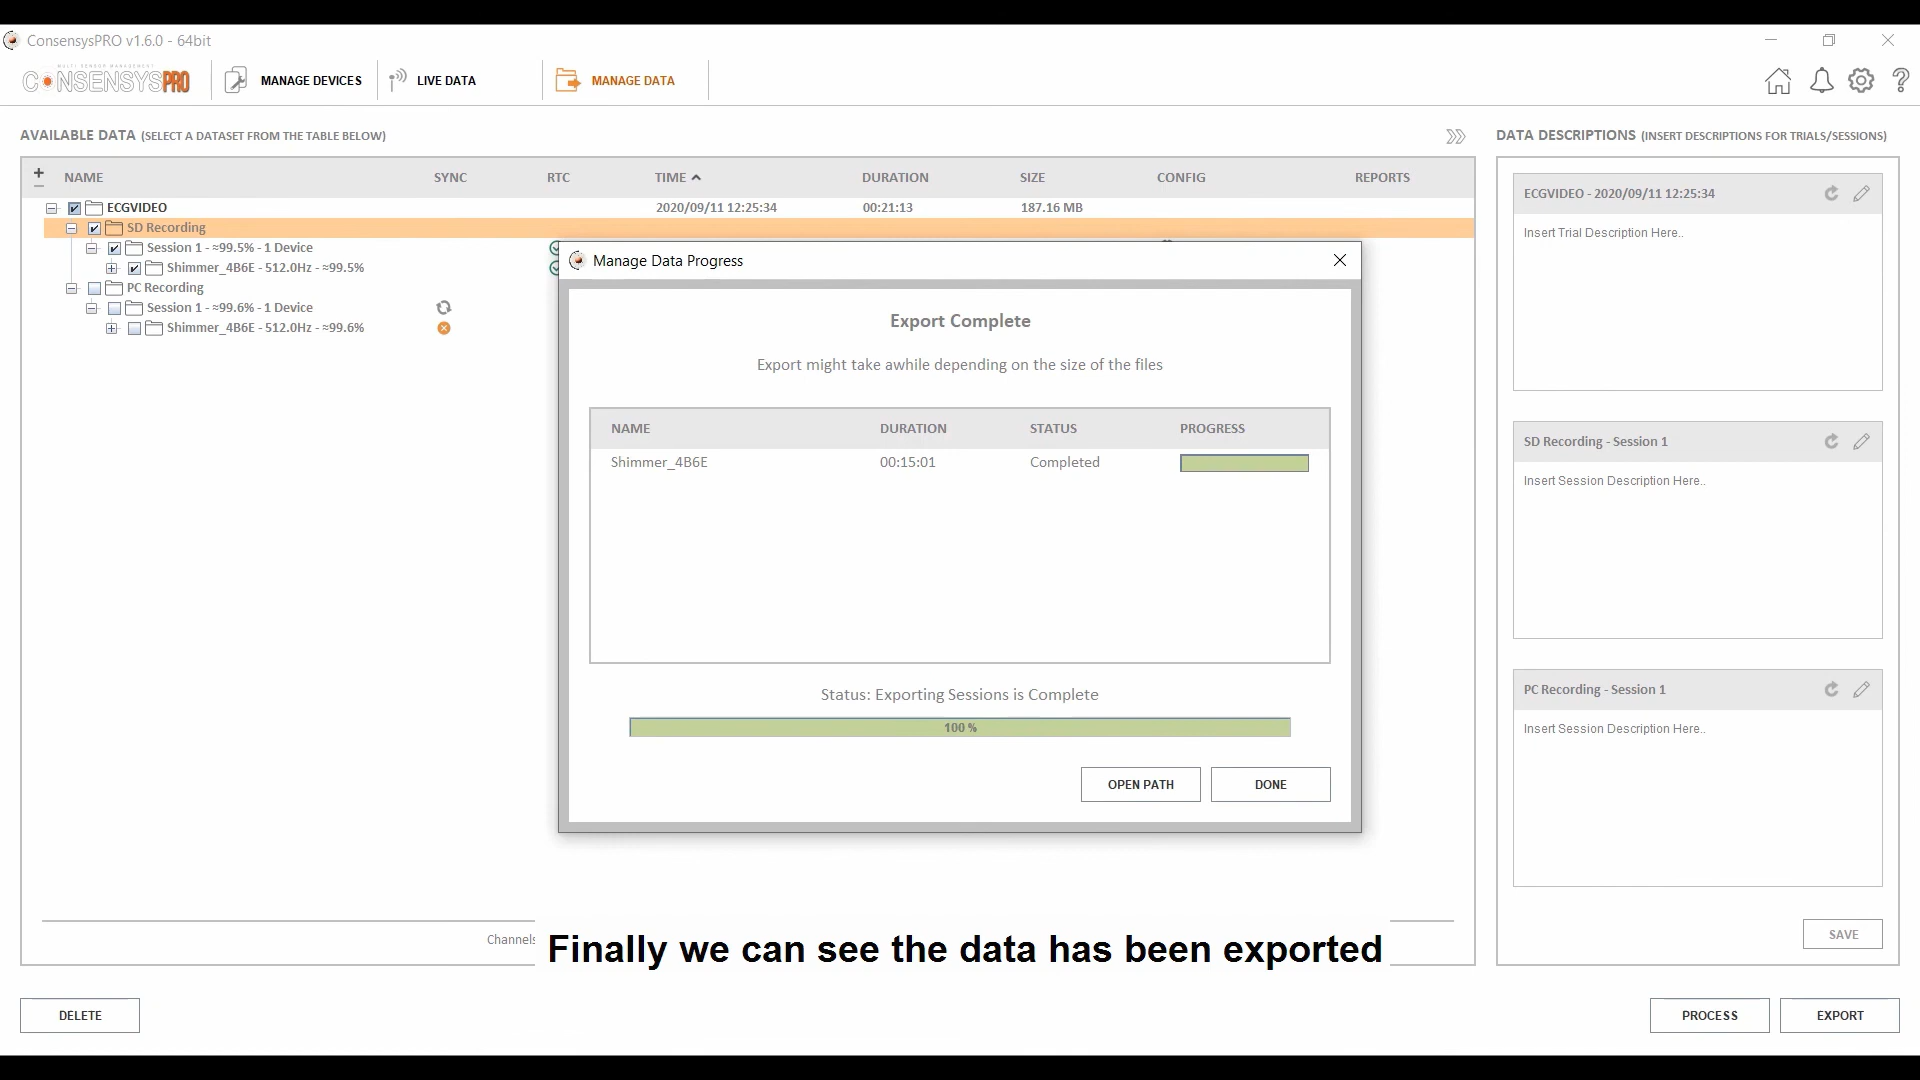 ConsensysPRO v1.6.0 - 64bit
MULTI SENSOR MANAGEMENT
CONSENSYSPRO
MANAGE DEVICES
LIVE DATA
MANAGE DATA
AVAILABLE DATA (SELECT A DATASET FROM THE TABLE BELOW)
DATA DESCRIPTIONS (INSERT DESCRIPTIONS FOR TRIALS/SESSIONS)
NAME SYNC RTC TIME DURATION SIZE CONFIG REPORTS
ECGVIDEO 2020/09/11 12:25:34 00:21:13 187.16 MB
SD Recording
Session 1 - ≈99.5% - 1 Device
Shimmer_4B6E - 512.0Hz - ≈99.5%
PC Recording
Session 1 - ≈99.6% - 1 Device
Shimmer_4B6E - 512.0Hz - ≈99.6%
Manage Data Progress
Export Complete
Export might take awhile depending on the size of the files
NAME DURATION STATUS PROGRESS
Shimmer_4B6E 00:15:01 Completed
Status: Exporting Sessions is Complete
100 %
OPEN PATH
DONE
ECGVIDEO - 2020/09/11 12:25:34
Insert Trial Description Here..
SD Recording - Session 1
Insert Session Description Here..
PC Recording - Session 1
Insert Session Description Here..
SAVE
Channels
Finally we can see the data has been exported
DELETE
PROCESS
EXPORT